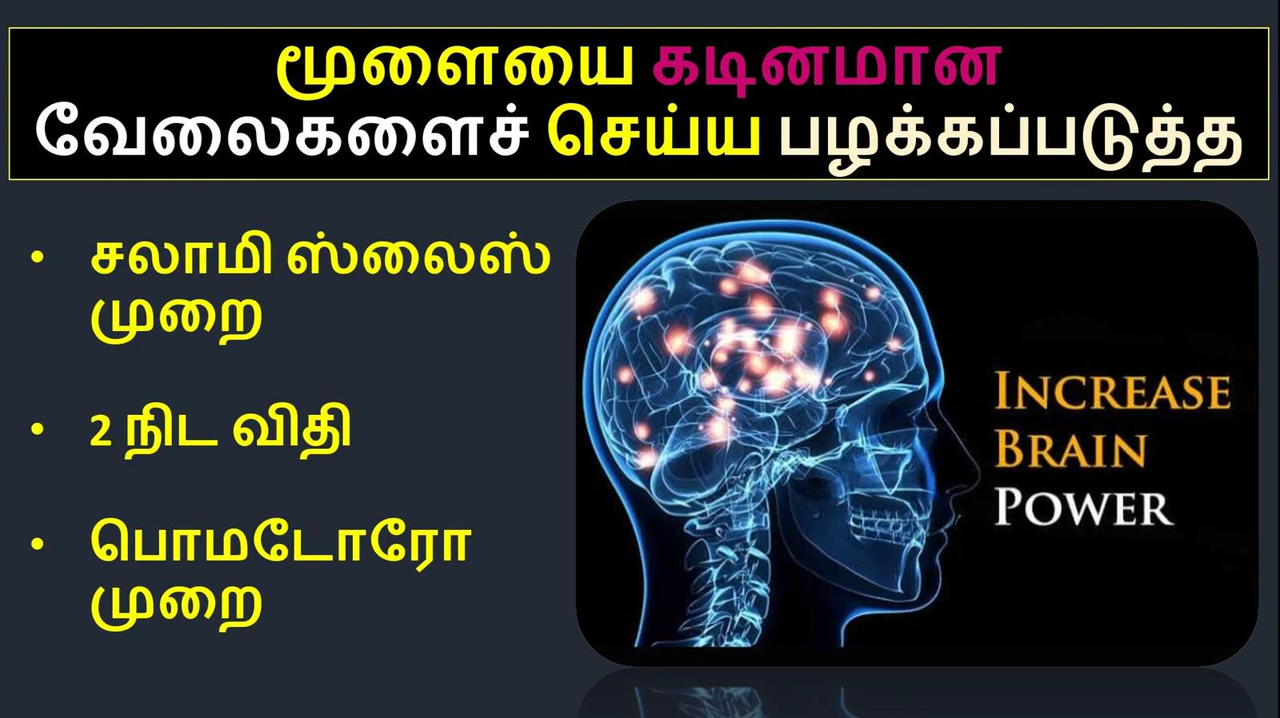 மூளையை கடினமான
வேலைகளைச் செய்ய பழக்கப்படுத்த
• சலாமி ஸ்லைஸ்
முறை
• 2 நிட விதி
• பொமடோரோ
முறை
INCREASE
BRAIN
POWER